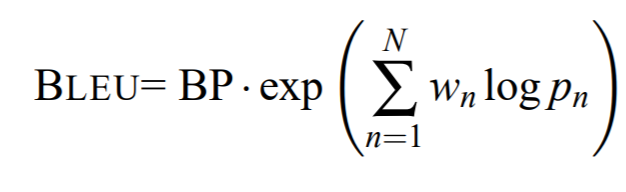 BLEU= BP · exp ( ∑_{n=1}^{N} w_n log p_n )